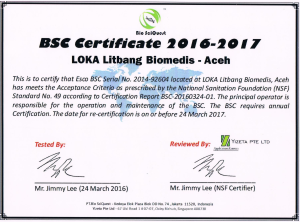 Bio SciQuest
BSC Certificate 2016-2017
LOKA Litbang Biomedis - Aceh
This is to certify that Esco BSC Serial No. 2014-92604 located at LOKA Litbang Biomedis, Aceh
has meets the Acceptance Criteria as prescribed by the National Sanitation Foundation (NSF)
Standard No. 49 according to Certification Report BSC-20160324-01. The principal operator is
responsible for the operation and maintenance of the BSC. The BSC requires annual
Certification. The date for re-certification is on or before 24 March 2017.
Tested By:
Reviewed By:
YIZETA PTE LTD
Mr. Jimmy Lee (24 March 2016)
Mr. Jimmy Lee (NSF Certifier)